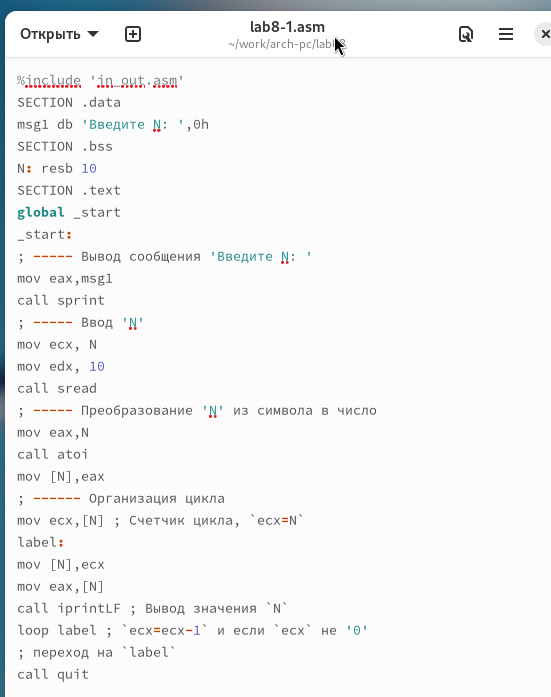 Открыть
lab8-1.asm
~/work/arch-pc/lab
%include 'in_out.asm'
SECTION .data
msg1 db 'Введите N: ',0h
SECTION .bss
N: resb 10
SECTION .text
global _start
_start:
; ----- Вывод сообщения 'Введите N: '
mov eax,msg1
call sprint
; ----- Ввод 'N'
mov ecx, N
mov edx, 10
call sread
; ----- Преобразование 'N' из символа в число
mov eax,N
call atoi
mov [N],eax
; ------ Организация цикла
mov ecx,[N] ; Счетчик цикла, `ecx=N`
label:
mov [N],ecx
mov eax,[N]
call iprintLF ; Вывод значения `N`
loop label ; `ecx=ecx-1` и если `ecx` не '0'
; переход на `label`
call quit